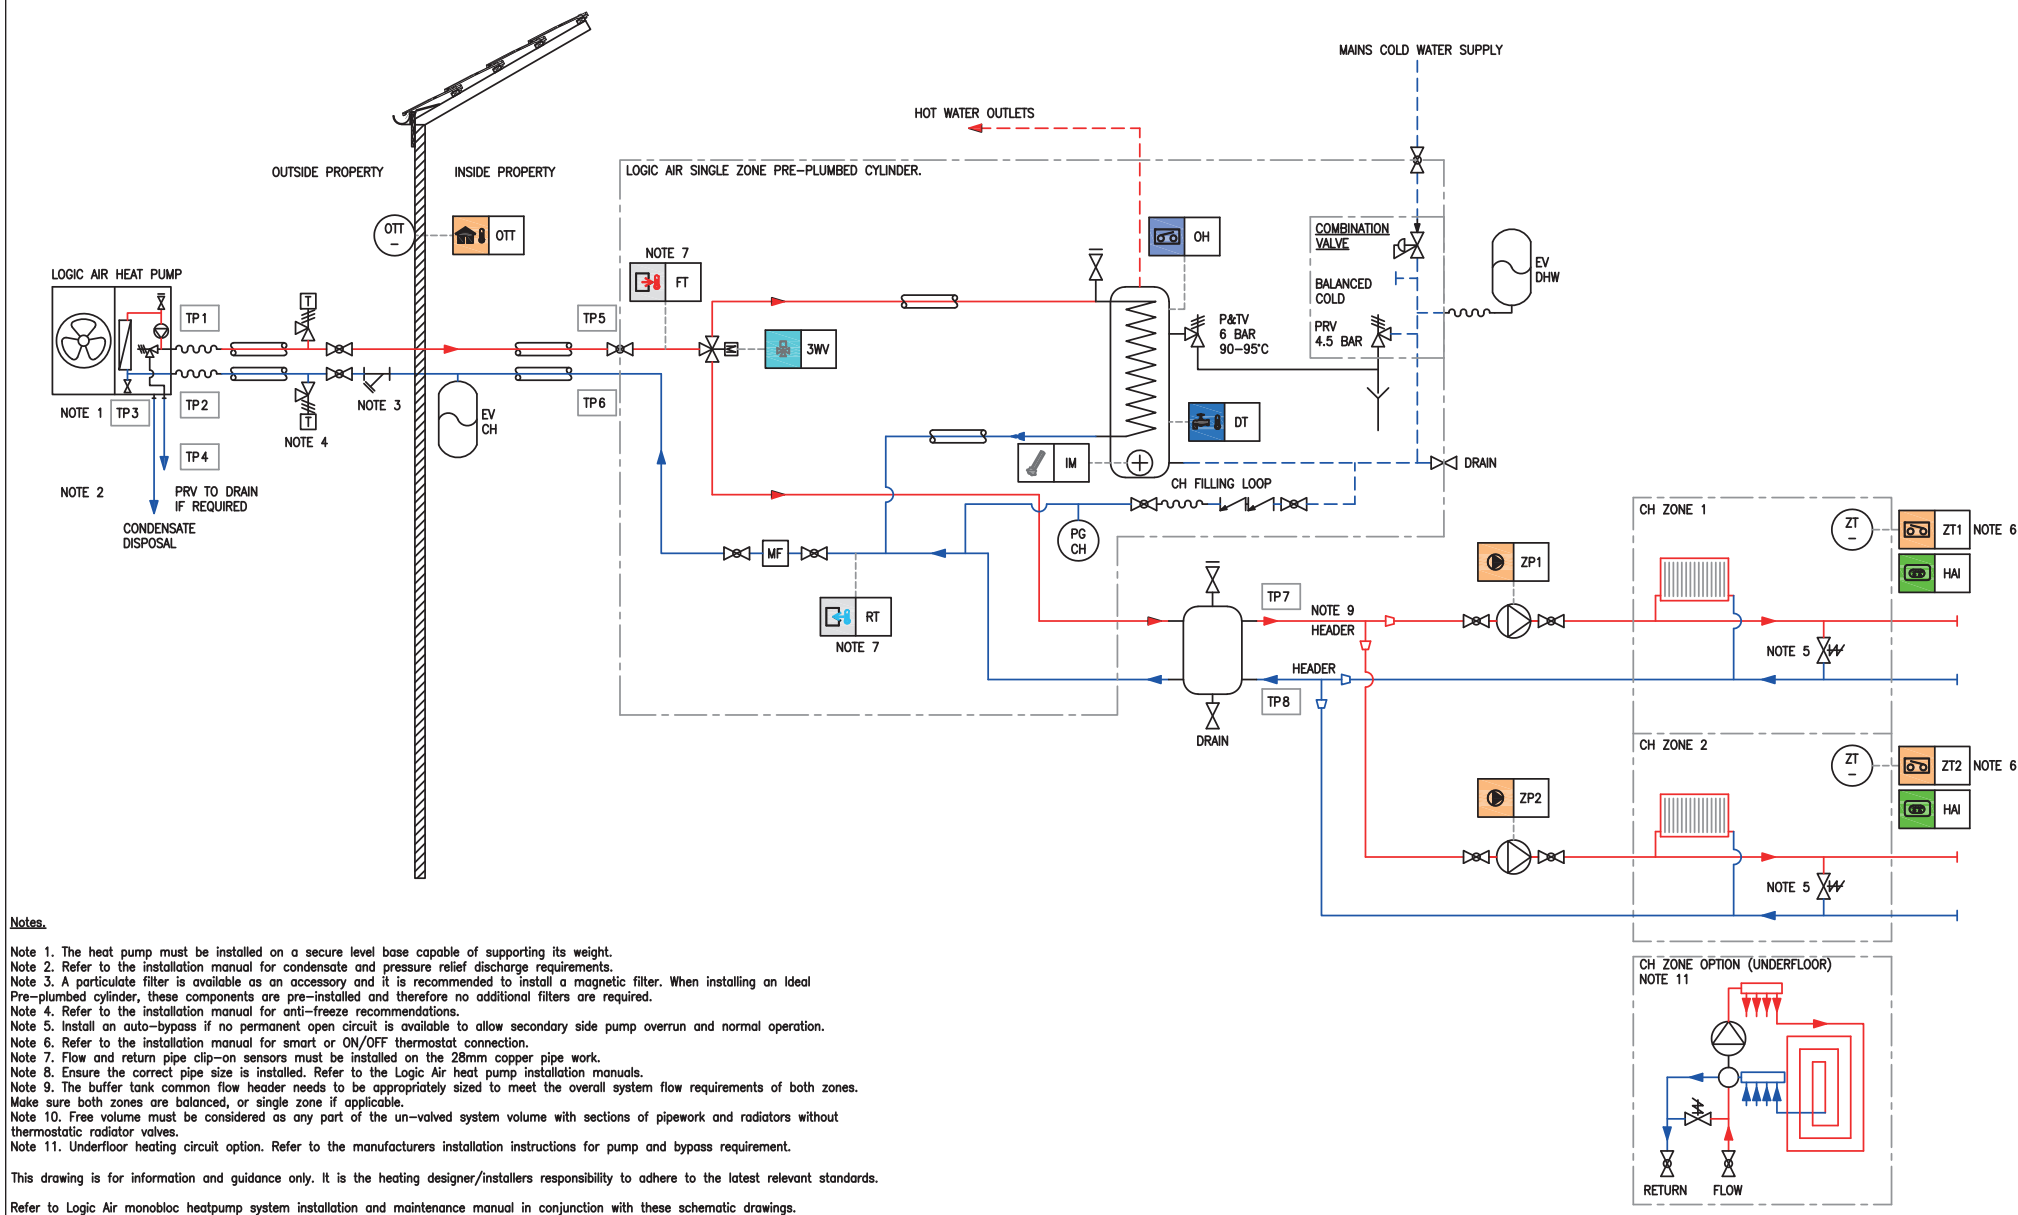 MAINS COLD WATER SUPPLY
HOT WATER OUTLETS
OUTSIDE PROPERTY
INSIDE PROPERTY
LOGIC AIR SINGLE ZONE PRE-PLUMBED CYLINDER.
OTT
–
OTT
OH
COMBINATION
VALVE
BALANCED
COLD
PRV
4.5 BAR
EV
DHW
NOTE 7
FT
LOGIC AIR HEAT PUMP
TP1
T
TP5
3WV
M
P&TV
6 BAR
90-95°C
NOTE 1
TP3
TP2
NOTE 3
T
NOTE 4
EV
CH
TP6
DT
TP4
IM
DRAIN
NOTE 2
PRV TO DRAIN
IF REQUIRED
CONDENSATE
DISPOSAL
CH FILLING LOOP
PG
CH
MF
RT
NOTE 7
CH ZONE 1
ZT
–
ZT1
NOTE 6
HAI
ZP1
TP7
NOTE 9
HEADER
HEADER
NOTE 5
TP8
DRAIN
CH ZONE 2
ZT
–
ZT2
NOTE 6
HAI
ZP2
NOTE 5
CH ZONE OPTION (UNDERFLOOR)
NOTE 11
RETURN
FLOW
Notes.
Note 1. The heat pump must be installed on a secure level base capable of supporting its weight.
Note 2. Refer to the installation manual for condensate and pressure relief discharge requirements.
Note 3. A particulate filter is available as an accessory and it is recommended to install a magnetic filter. When installing an Ideal
Pre-plumbed cylinder, these components are pre-installed and therefore no additional filters are required.
Note 4. Refer to the installation manual for anti-freeze recommendations.
Note 5. Install an auto-bypass if no permanent open circuit is available to allow secondary side pump overrun and normal operation.
Note 6. Refer to the installation manual for smart or ON/OFF thermostat connection.
Note 7. Flow and return pipe clip-on sensors must be installed on the 28mm copper pipe work.
Note 8. Ensure the correct pipe size is installed. Refer to the Logic Air heat pump installation manuals.
Note 9. The buffer tank common flow header needs to be appropriately sized to meet the overall system flow requirements of both zones.
Make sure both zones are balanced, or single zone if applicable.
Note 10. Free volume must be considered as any part of the un-valved system volume with sections of pipework and radiators without
thermostatic radiator valves.
Note 11. Underfloor heating circuit option. Refer to the manufacturers installation instructions for pump and bypass requirement.
This drawing is for information and guidance only. It is the heating designer/installers responsibility to adhere to the latest relevant standards.
Refer to Logic Air monobloc heatpump system installation and maintenance manual in conjunction with these schematic drawings.